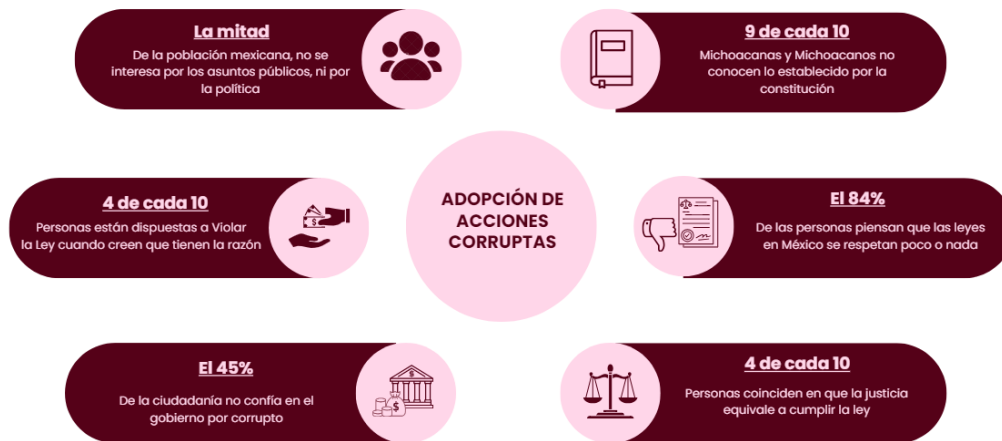 La mitad
De la población mexicana, no se
interesa por los asuntos públicos, ni por
la política
9 de cada 10
Michoacanas y Michoacanos no
conocen lo establecido por la
constitución
4 de cada 10
Personas están dispuestas a Violar
la Ley cuando creen que tienen la razón
ADOPCIÓN DE
ACCIONES
CORRUPTAS
El 84%
De las personas piensan que las leyes
en México se respetan poco o nada
El 45%
De la ciudadanía no confía en el
gobierno por corrupto
4 de cada 10
Personas coinciden en que la justicia
equivale a cumplir la ley